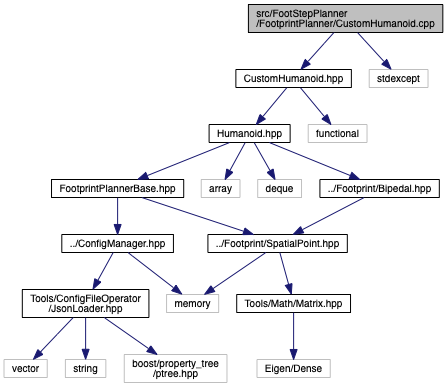 src/FootStepPlanner
/FootprintPlanner/CustomHumanoid.cpp
CustomHumanoid.hpp
stdexcept
Humanoid.hpp
functional
FootprintPlannerBase.hpp
array
deque
../Footprint/Bipedal.hpp
../ConfigManager.hpp
../Footprint/SpatialPoint.hpp
Tools/ConfigFileOperator
/JsonLoader.hpp
memory
Tools/Math/Matrix.hpp
vector
string
boost/property_tree
/ptree.hpp
Eigen/Dense